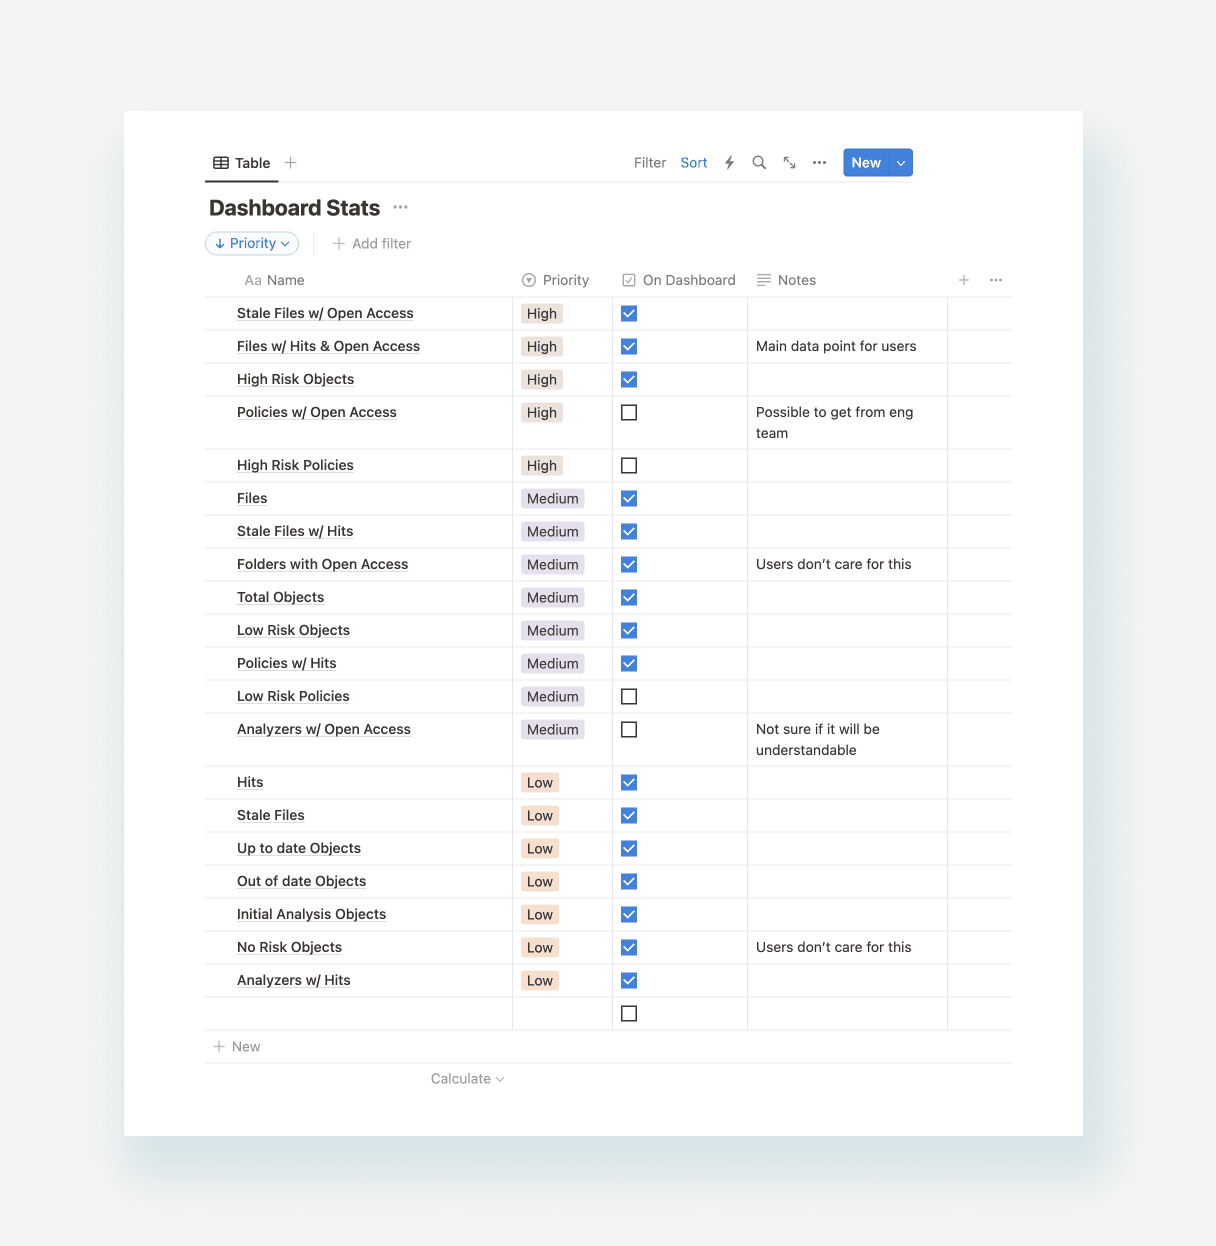 Table
Filter Sort New
Dashboard Stats
Priority Add filter
Aa Name Priority On Dashboard Notes
Stale Files w/ Open Access High
Files w/ Hits & Open Access High Main data point for users
High Risk Objects High
Policies w/ Open Access High Possible to get from eng
team
High Risk Policies High
Files Medium
Stale Files w/ Hits Medium
Folders with Open Access Medium Users don’t care for this
Total Objects Medium
Low Risk Objects Medium
Policies w/ Hits Medium
Low Risk Policies Medium
Analyzers w/ Open Access Medium Not sure if it will be
understandable
Hits Low
Stale Files Low
Up to date Objects Low
Out of date Objects Low
Initial Analysis Objects Low
No Risk Objects Low Users don’t care for this
Analyzers w/ Hits Low
New
Calculate